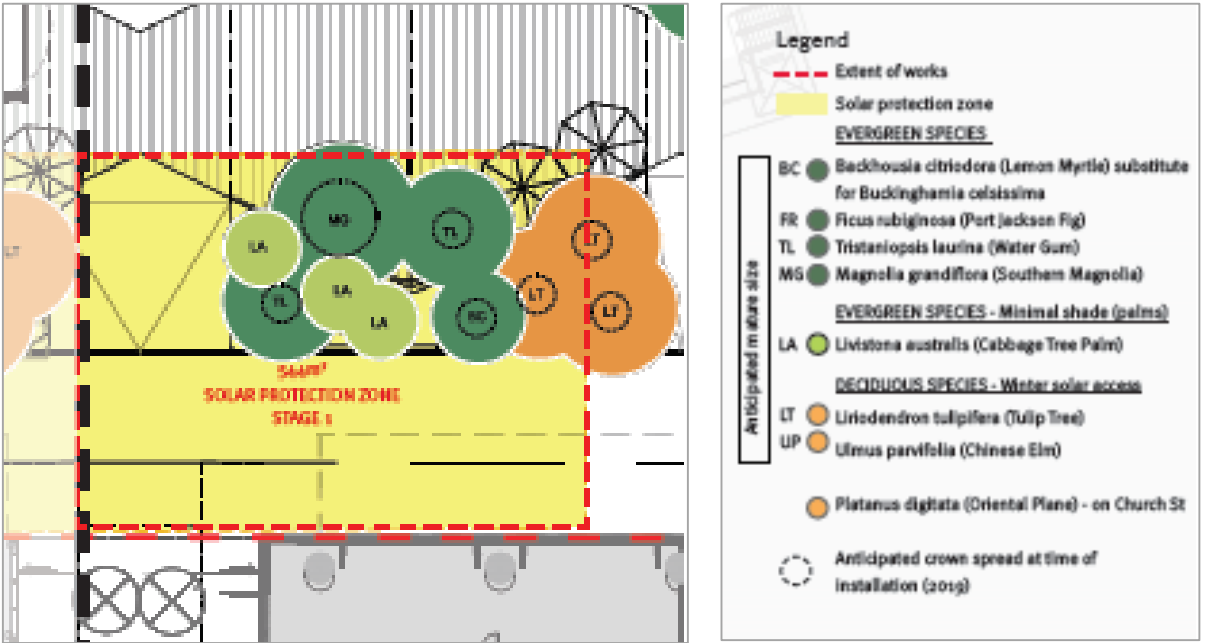 MG
TL
LA
LT
LT
TL
LA
LT
LA
BC
LT
LT
SOLAR PROTECTION ZONE
STAGE 1
Legend
Extent of works
Solar protection zone
EVERGREEN SPECIES
BC Backhousia citriodora (Lemon Myrtle) substitute
for Buckinghamia celsissima
FR Ficus rubiginosa (Port Jackson Fig)
TL Tristaniopsis laurina (Water Gum)
MG Magnolia grandiflora (Southern Magnolia)
EVERGREEN SPECIES - Minimal shade (palms)
LA Livistona australis (Cabbage Tree Palm)
DECIDUOUS SPECIES - Winter solar access
LT Liriodendron tulipifera (Tulip Tree)
UP Ulmus parvifolia (Chinese Elm)
Platanus digitata (Oriental Plane) - on Church St
Anticipated crown spread at time of
installation (2019)
Anticipated mature size